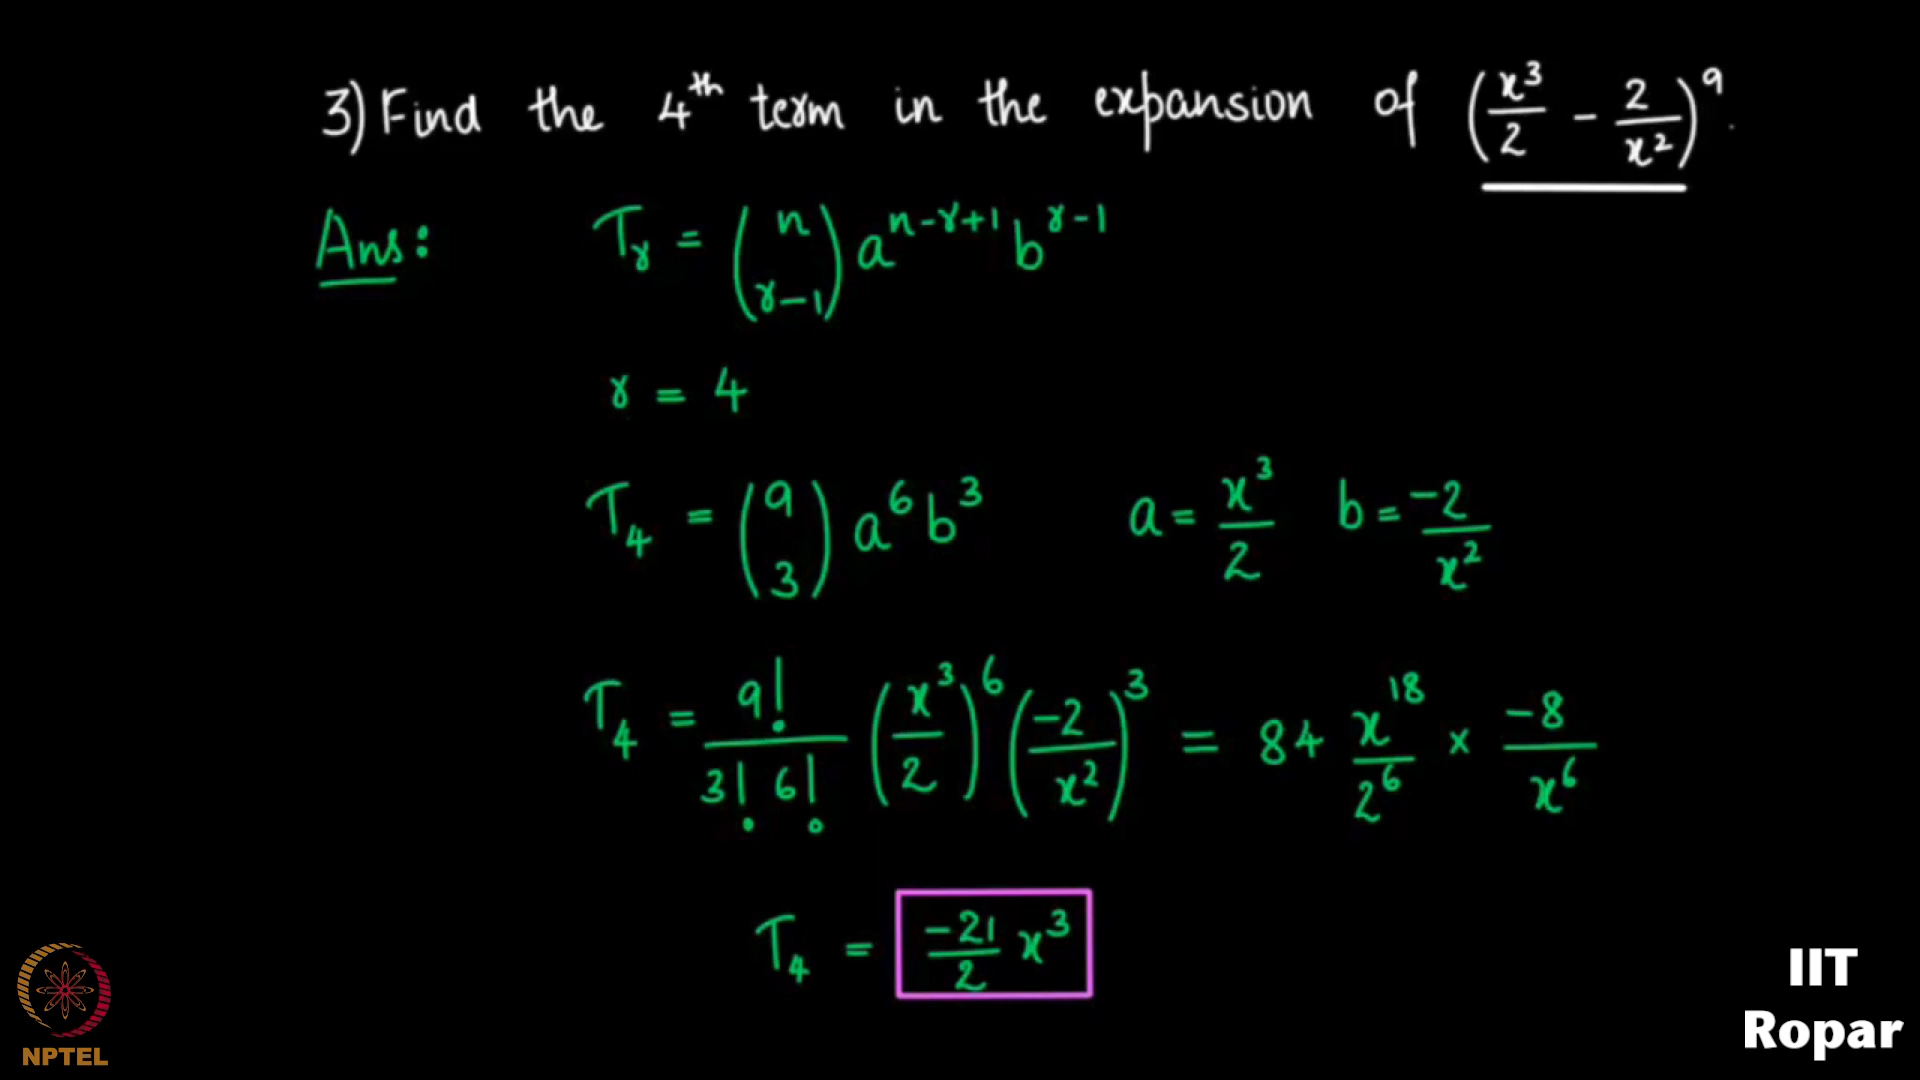 3) Find the 4th term in the expansion of (x³/2 - 2/x²)⁹.
Ans: Tr = (n r-1) a^(n-r+1) b^(r-1)
r = 4
T₄ = (9 3) a⁶ b³ a = x³/2 b = -2/x²
T₄ = 9!/3! 6! (x³/2)⁶ (-2/x²)³ = 84 x¹⁸/2⁶ × -8/x⁶
T₄ = -21/2 x³
NPTEL
IIT
Ropar